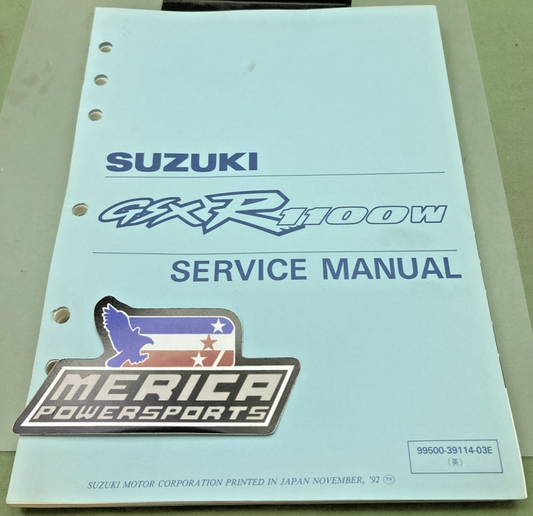 SUZUKI
GSX-R1100W
SERVICE MANUAL
MERICA
POWERSPORTS
99500-39114-03E
(英)
SUZUKI MOTOR CORPORATION PRINTED IN JAPAN NOVEMBER, '92